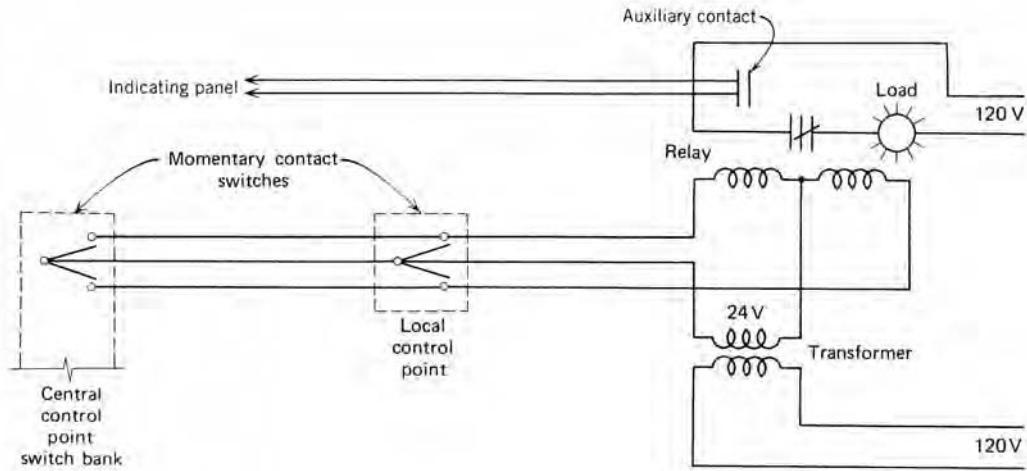 Auxiliary contact
Indicating panel
Load
120 V
Momentary contact
switches
Relay
24 V
Local
control
point
Transformer
Central
control
point
switch bank
120 V